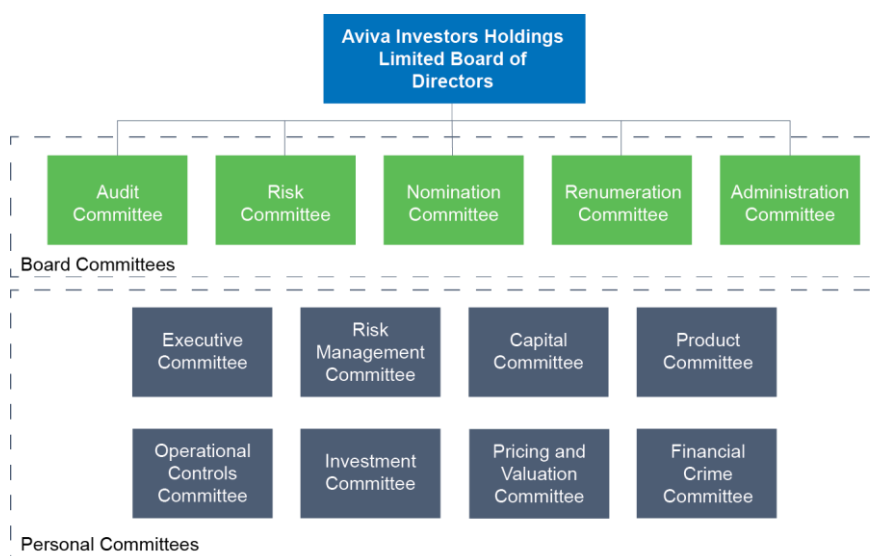 Aviva Investors Holdings
Limited Board of
Directors
Audit
Committee
Risk
Committee
Nomination
Committee
Renumeration
Committee
Administration
Committee
Board Committees
Executive
Committee
Risk
Management
Committee
Capital
Committee
Product
Committee
Operational
Controls
Committee
Investment
Committee
Pricing and
Valuation
Committee
Financial
Crime
Committee
Personal Committees